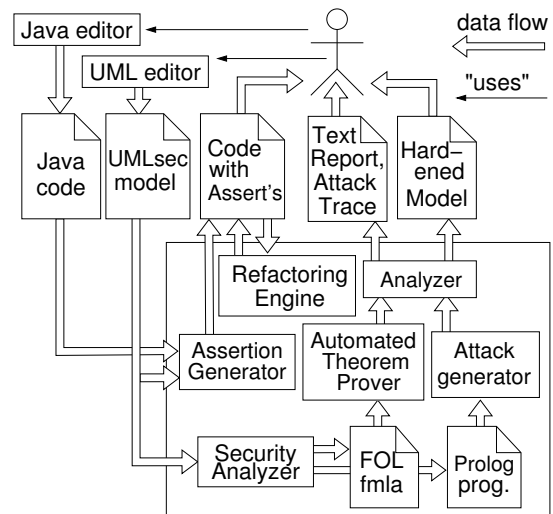 Java editor
data flow
UML editor
"uses"
Java
code
UMLsec
model
Code
with
Assert's
Text
Report,
Attack
Trace
Hard–
ened
Model
Refactoring
Engine
Analyzer
Assertion
Generator
Automated
Theorem
Prover
Attack
generator
Security
Analyzer
FOL
fmla
Prolog
prog.